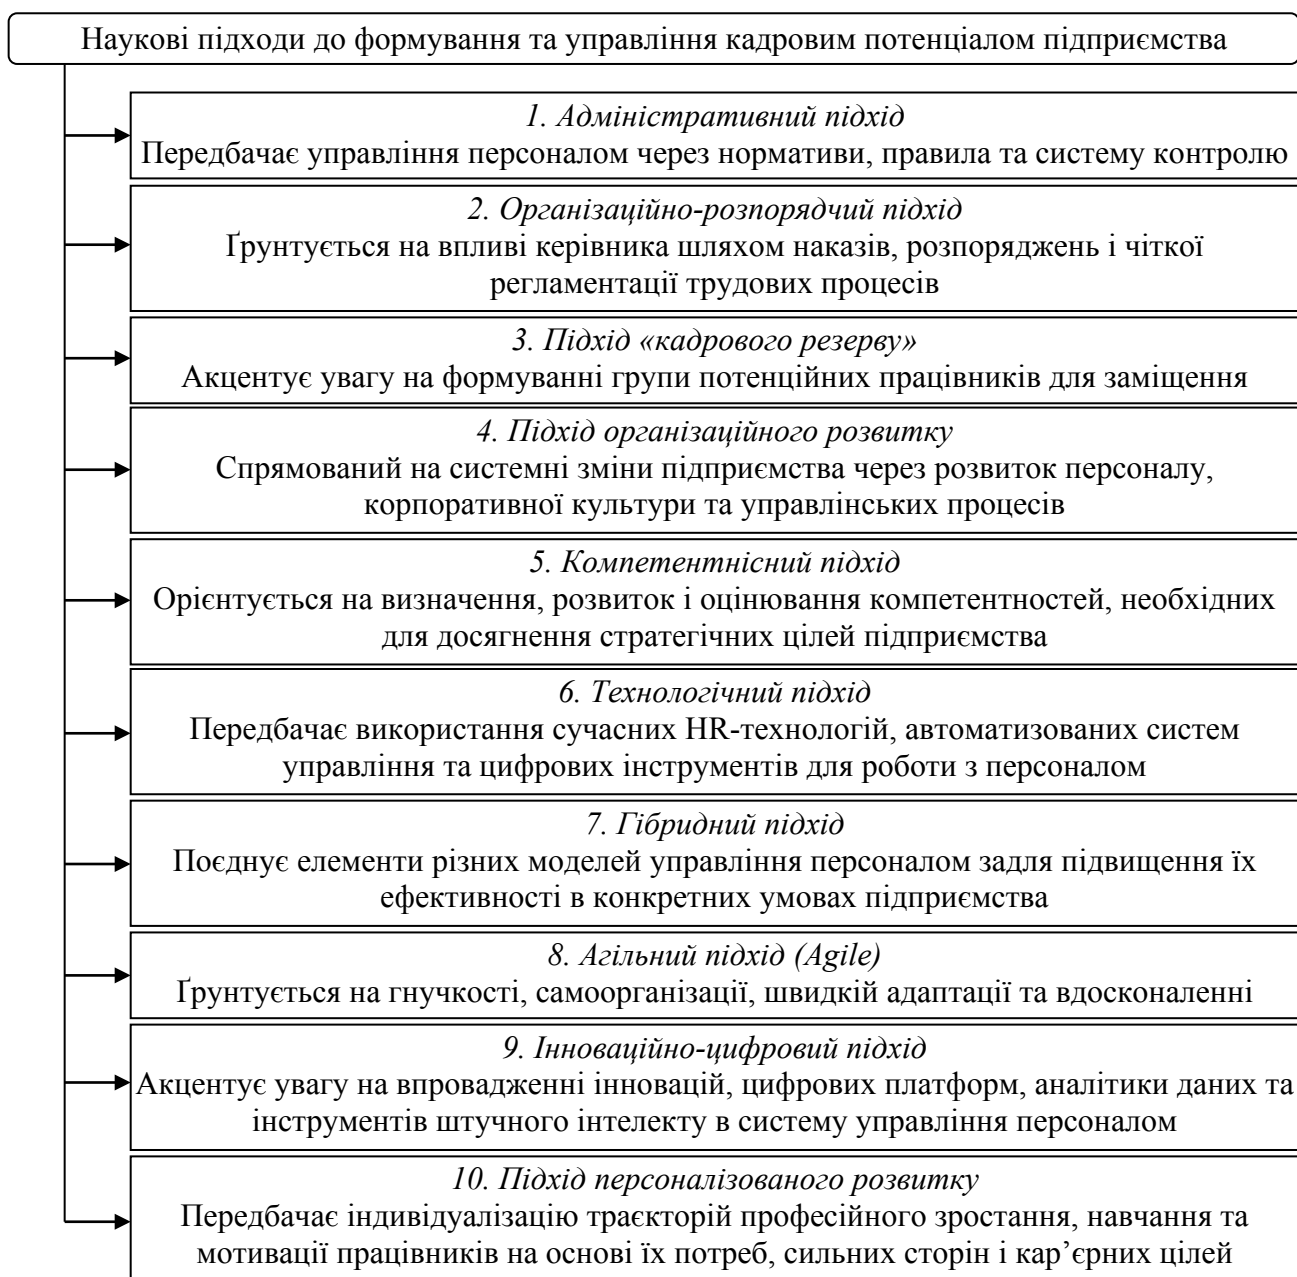 Наукові підходи до формування та управління кадровим потенціалом підприємства
1. Адміністративний підхід
Передбачає управління персоналом через нормативи, правила та систему контролю
2. Організаційно-розпорядчий підхід
Ґрунтується на впливі керівника шляхом наказів, розпоряджень і чіткої
регламентації трудових процесів
3. Підхід «кадрового резерву»
Акцентує увагу на формуванні групи потенційних працівників для заміщення
4. Підхід організаційного розвитку
Спрямований на системні зміни підприємства через розвиток персоналу,
корпоративної культури та управлінських процесів
5. Компетентнісний підхід
Орієнтується на визначення, розвиток і оцінювання компетентностей, необхідних
для досягнення стратегічних цілей підприємства
6. Технологічний підхід
Передбачає використання сучасних HR-технологій, автоматизованих систем
управління та цифрових інструментів для роботи з персоналом
7. Гібридний підхід
Поєднує елементи різних моделей управління персоналом задля підвищення їх
ефективності в конкретних умовах підприємства
8. Агільний підхід (Agile)
Ґрунтується на гнучкості, самоорганізації, швидкій адаптації та вдосконаленні
9. Інноваційно-цифровий підхід
Акцентує увагу на впровадженні інновацій, цифрових платформ, аналітики даних та
інструментів штучного інтелекту в систему управління персоналом
10. Підхід персоналізованого розвитку
Передбачає індивідуалізацію траєкторій професійного зростання, навчання та
мотивації працівників на основі їх потреб, сильних сторін і кар’єрних цілей